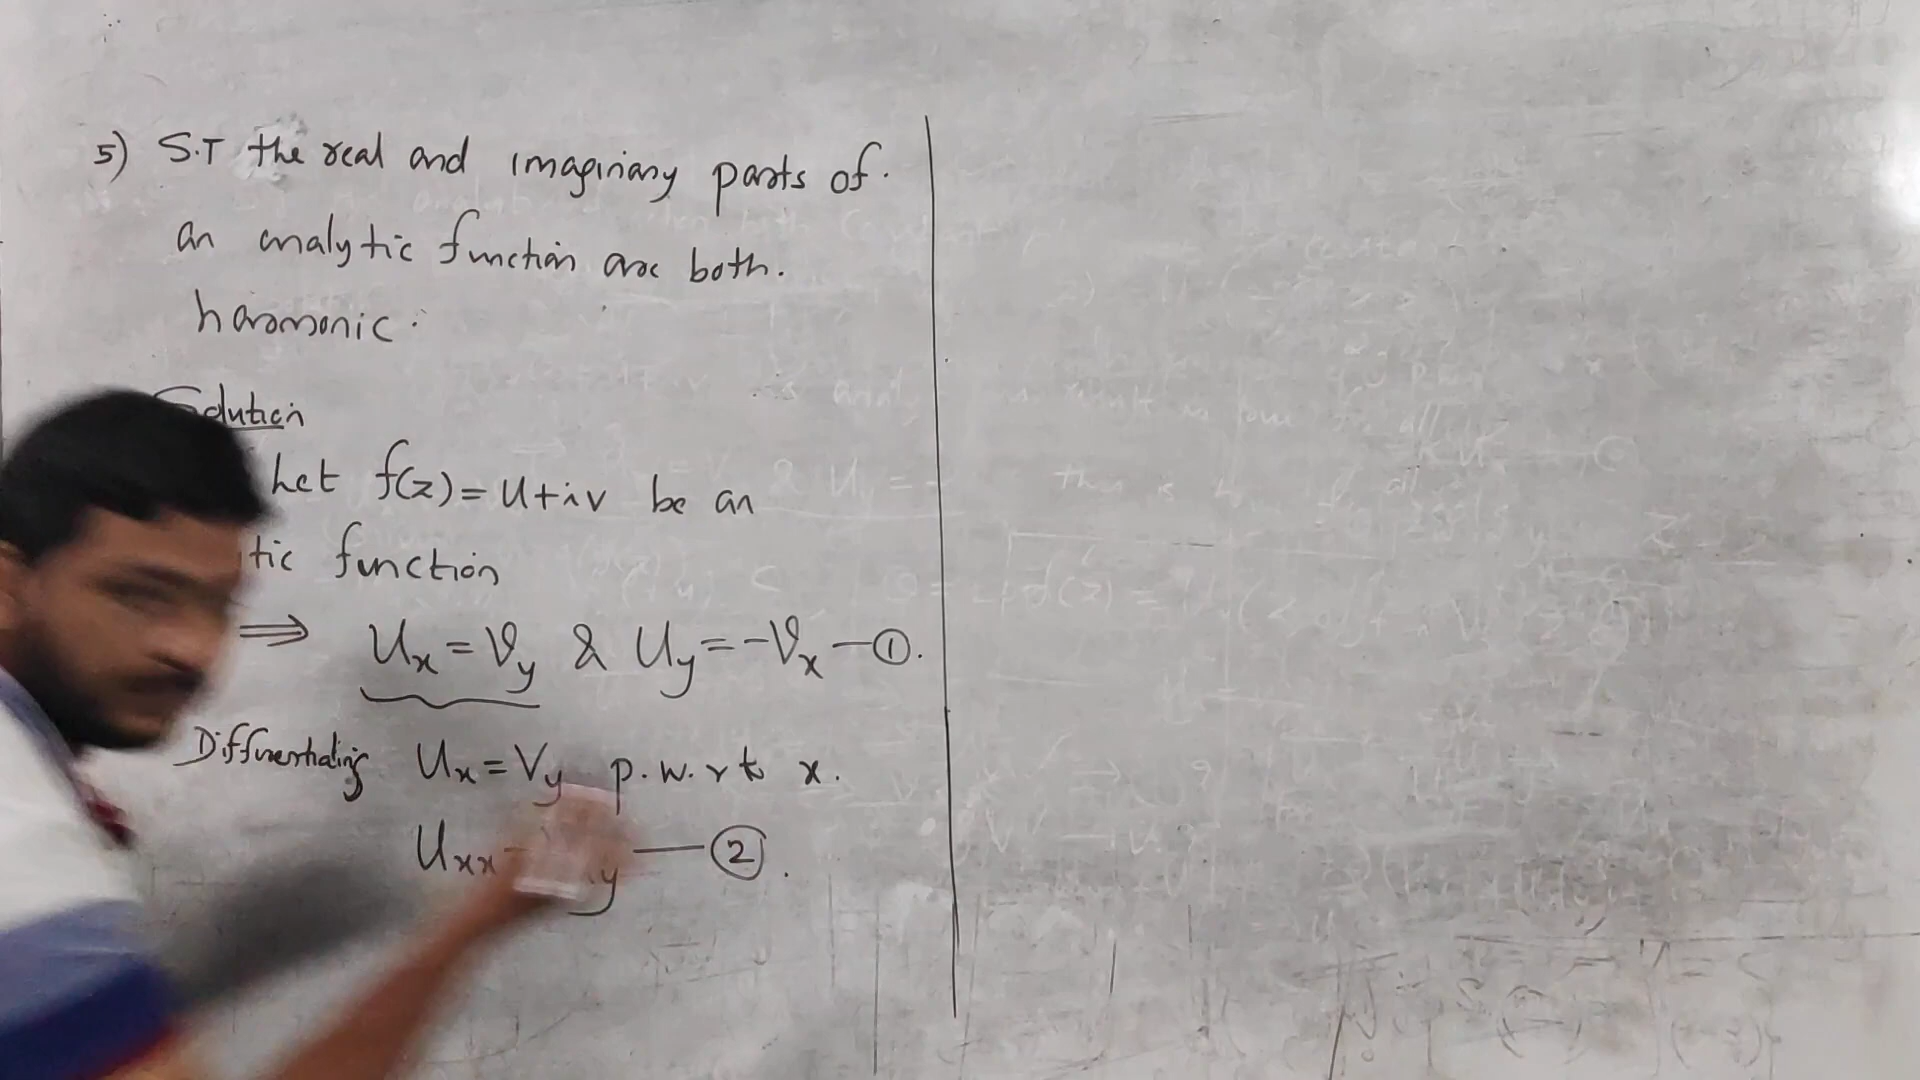 5) S.T the real and imaginary parts of.
an analytic function are both.
harmonic.
Solution
Let f(z)=U+iv be an
tic function
⟹ Ux = Vy & Uy = -Vx — ①.
Differentiating Ux = Vy p.w.r to x.
Uxx y — ②.